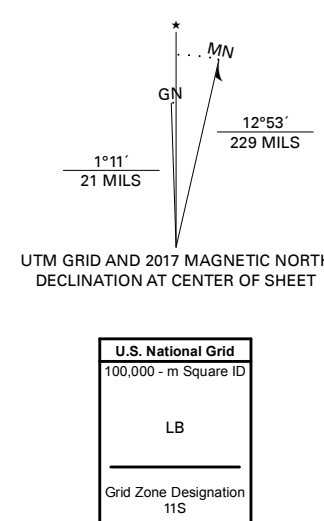 ★
MN
GN
12°53´
229 MILS
1°11´
21 MILS
UTM GRID AND 2017 MAGNETIC NORTH
DECLINATION AT CENTER OF SHEET
U.S. National Grid
100,000 - m Square ID
LB
Grid Zone Designation
11S